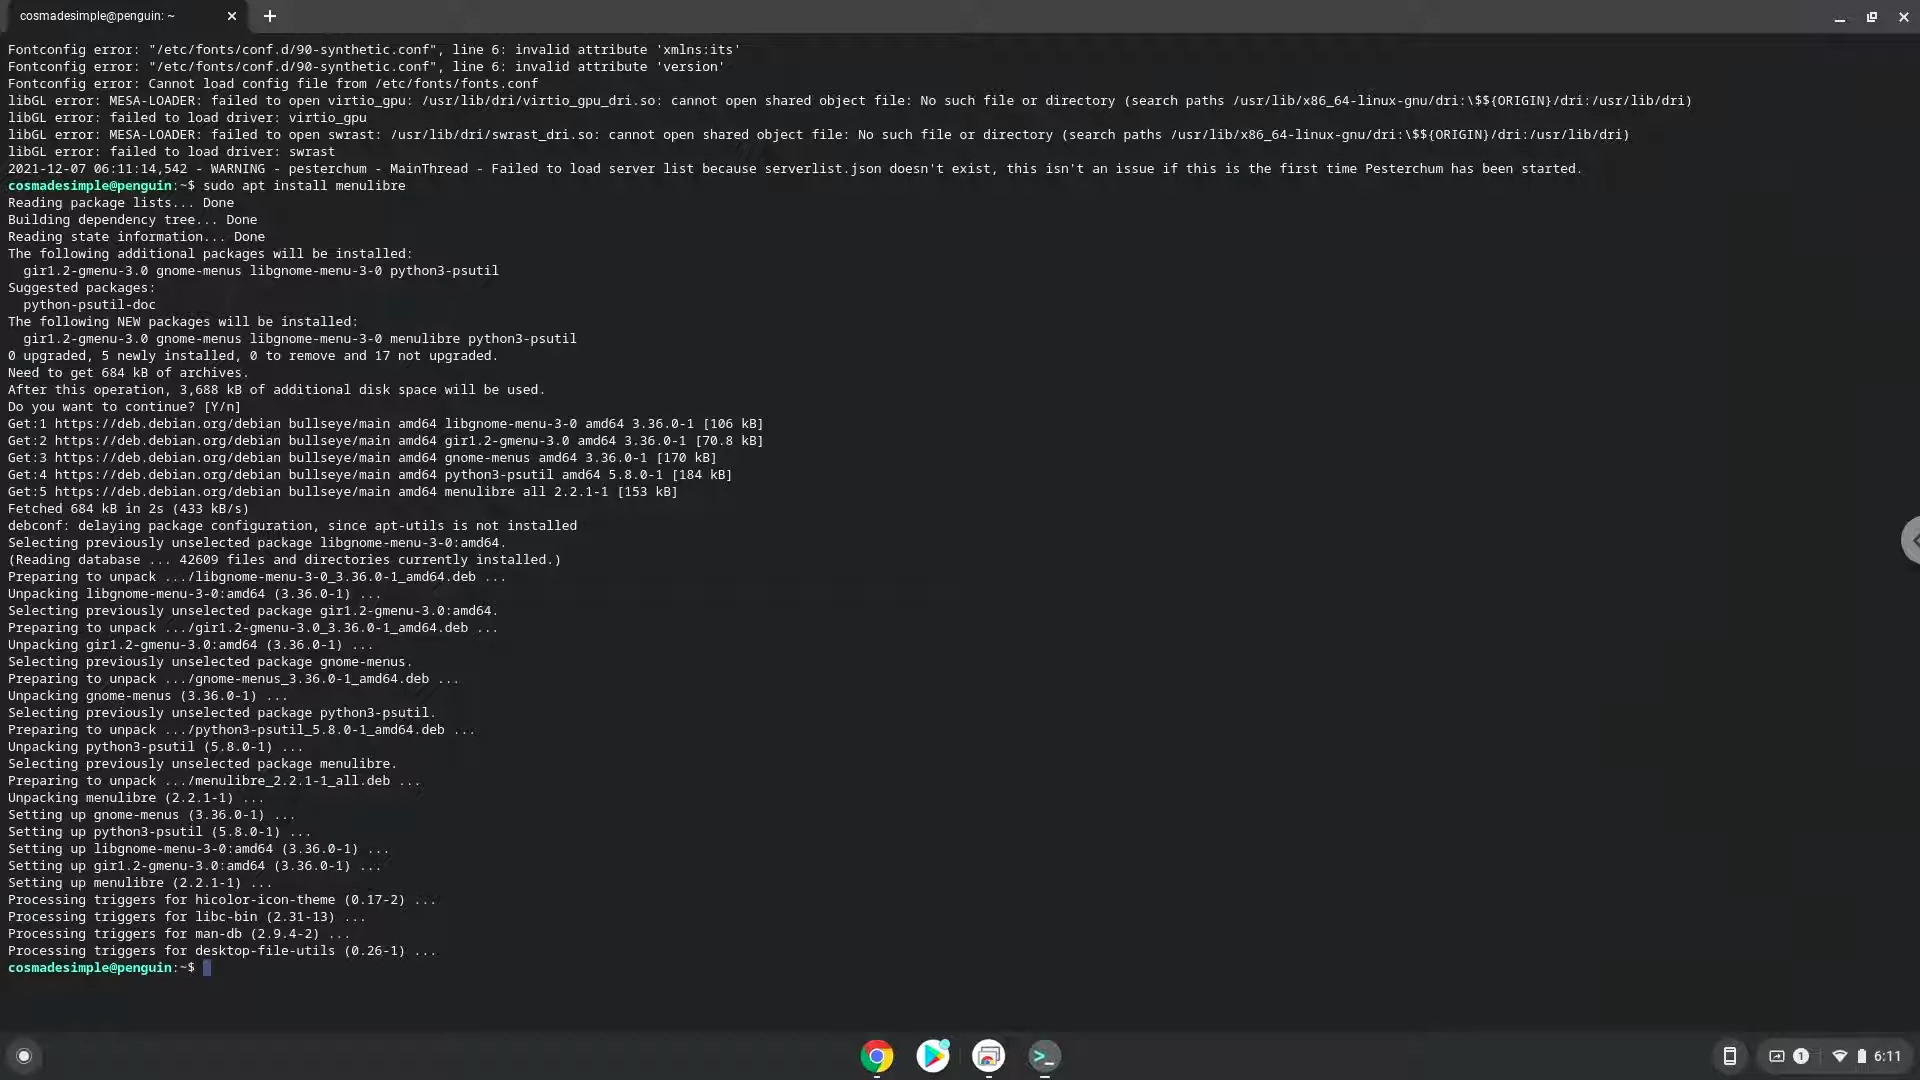 cosmadesimple@penguin: ~
Fontconfig error: "/etc/fonts/conf.d/90-synthetic.conf", line 6: invalid attribute 'xmlns:its'
Fontconfig error: "/etc/fonts/conf.d/90-synthetic.conf", line 6: invalid attribute 'version'
Fontconfig error: Cannot load config file from /etc/fonts/fonts.conf
libGL error: MESA-LOADER: failed to open virtio_gpu: /usr/lib/dri/virtio_gpu_dri.so: cannot open shared object file: No such file or directory (search paths /usr/lib/x86_64-linux-gnu/dri:\$${ORIGIN}/dri:/usr/lib/dri)
libGL error: failed to load driver: virtio_gpu
libGL error: MESA-LOADER: failed to open swrast: /usr/lib/dri/swrast_dri.so: cannot open shared object file: No such file or directory (search paths /usr/lib/x86_64-linux-gnu/dri:\$${ORIGIN}/dri:/usr/lib/dri)
libGL error: failed to load driver: swrast
2021-12-07 06:11:14,542 - WARNING - pesterchum - MainThread - Failed to load server list because serverlist.json doesn't exist, this isn't an issue if this is the first time Pesterchum has been started.
cosmadesimple@penguin:~$ sudo apt install menulibre
Reading package lists... Done
Building dependency tree... Done
Reading state information... Done
The following additional packages will be installed:
  gir1.2-gmenu-3.0 gnome-menus libgnome-menu-3-0 python3-psutil
Suggested packages:
  python-psutil-doc
The following NEW packages will be installed:
  gir1.2-gmenu-3.0 gnome-menus libgnome-menu-3-0 menulibre python3-psutil
0 upgraded, 5 newly installed, 0 to remove and 17 not upgraded.
Need to get 684 kB of archives.
After this operation, 3,688 kB of additional disk space will be used.
Do you want to continue? [Y/n]
Get:1 https://deb.debian.org/debian bullseye/main amd64 libgnome-menu-3-0 amd64 3.36.0-1 [106 kB]
Get:2 https://deb.debian.org/debian bullseye/main amd64 gir1.2-gmenu-3.0 amd64 3.36.0-1 [70.8 kB]
Get:3 https://deb.debian.org/debian bullseye/main amd64 gnome-menus amd64 3.36.0-1 [170 kB]
Get:4 https://deb.debian.org/debian bullseye/main amd64 python3-psutil amd64 5.8.0-1 [184 kB]
Get:5 https://deb.debian.org/debian bullseye/main amd64 menulibre all 2.2.1-1 [153 kB]
Fetched 684 kB in 2s (433 kB/s)
debconf: delaying package configuration, since apt-utils is not installed
Selecting previously unselected package libgnome-menu-3-0:amd64.
(Reading database ... 42609 files and directories currently installed.)
Preparing to unpack .../libgnome-menu-3-0_3.36.0-1_amd64.deb ...
Unpacking libgnome-menu-3-0:amd64 (3.36.0-1) ...
Selecting previously unselected package gir1.2-gmenu-3.0:amd64.
Preparing to unpack .../gir1.2-gmenu-3.0_3.36.0-1_amd64.deb ...
Unpacking gir1.2-gmenu-3.0:amd64 (3.36.0-1) ...
Selecting previously unselected package gnome-menus.
Preparing to unpack .../gnome-menus_3.36.0-1_amd64.deb ...
Unpacking gnome-menus (3.36.0-1) ...
Selecting previously unselected package python3-psutil.
Preparing to unpack .../python3-psutil_5.8.0-1_amd64.deb ...
Unpacking python3-psutil (5.8.0-1) ...
Selecting previously unselected package menulibre.
Preparing to unpack .../menulibre_2.2.1-1_all.deb ...
Unpacking menulibre (2.2.1-1) ...
Setting up gnome-menus (3.36.0-1) ...
Setting up python3-psutil (5.8.0-1) ...
Setting up libgnome-menu-3-0:amd64 (3.36.0-1) ...
Setting up gir1.2-gmenu-3.0:amd64 (3.36.0-1) ...
Setting up menulibre (2.2.1-1) ...
Processing triggers for hicolor-icon-theme (0.17-2) ...
Processing triggers for libc-bin (2.31-13) ...
Processing triggers for man-db (2.9.4-2) ...
Processing triggers for desktop-file-utils (0.26-1) ...
cosmadesimple@penguin:~$
1 6:11